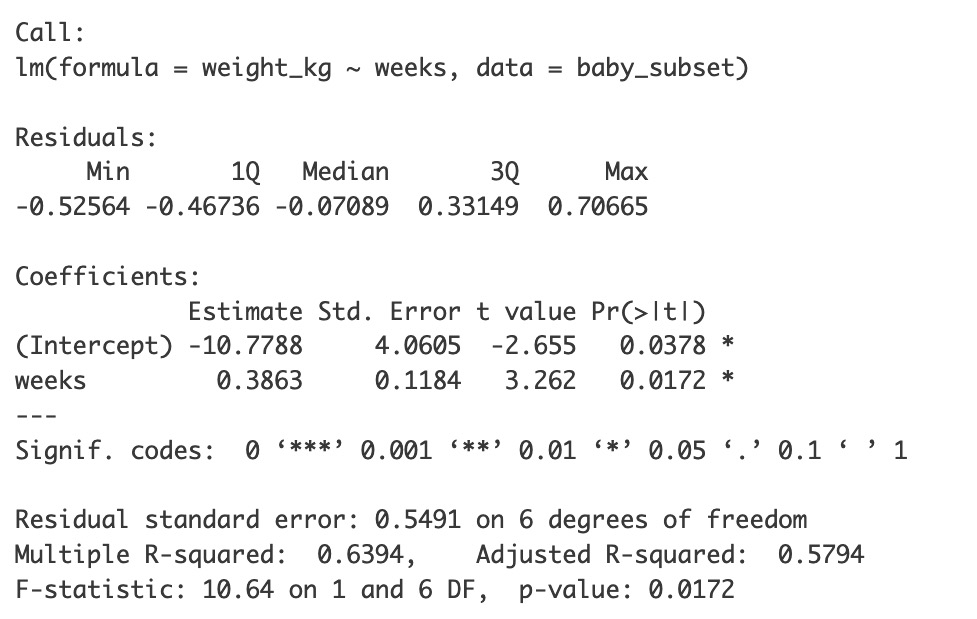 Call:
lm(formula = weight_kg ~ weeks, data = baby_subset)
Residuals:
     Min       1Q   Median       3Q      Max
-0.52564 -0.46736 -0.07089  0.33149  0.70665
Coefficients:
            Estimate Std. Error t value Pr(>|t|)
(Intercept) -10.7788     4.0605  -2.655   0.0378 *
weeks         0.3863     0.1184   3.262   0.0172 *
---
Signif. codes:  0 ‘***’ 0.001 ‘**’ 0.01 ‘*’ 0.05 ‘.’ 0.1 ‘ ’ 1
Residual standard error: 0.5491 on 6 degrees of freedom
Multiple R-squared:  0.6394,    Adjusted R-squared:  0.5794
F-statistic: 10.64 on 1 and 6 DF,  p-value: 0.0172